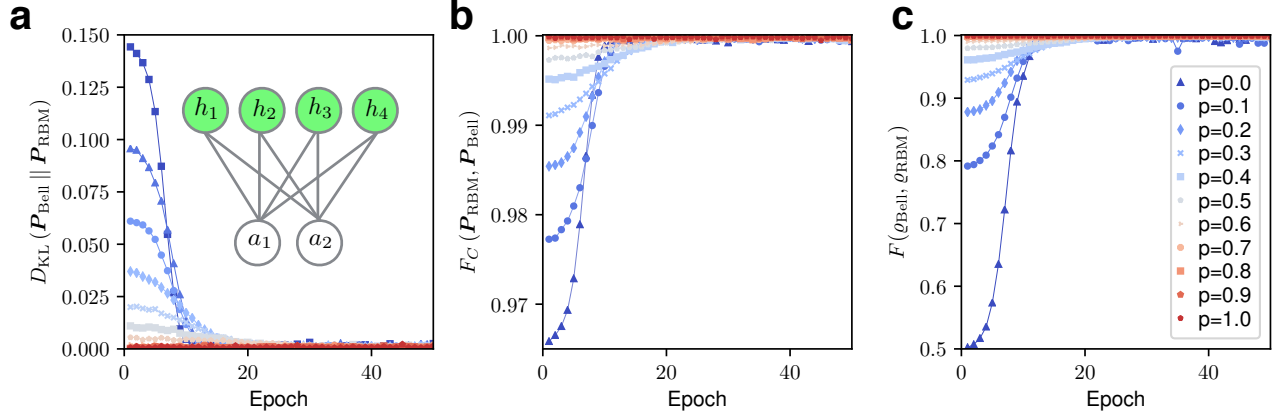 a
0.150
0.125
0.100
0.075
0.050
0.025
0.000
D_KL (P_Bell || P_RBM)
h₁ h₂ h₃ h₄
a₁ a₂
0 20 40
Epoch
b
1.00
0.99
0.98
0.97
F_C (P_RBM, P_Bell)
0 20 40
Epoch
c
1.0
0.9
0.8
0.7
0.6
0.5
F(ϱ_Bell, ϱ_RBM)
p=0.0
p=0.1
p=0.2
p=0.3
p=0.4
p=0.5
p=0.6
p=0.7
p=0.8
p=0.9
p=1.0
0 20 40
Epoch